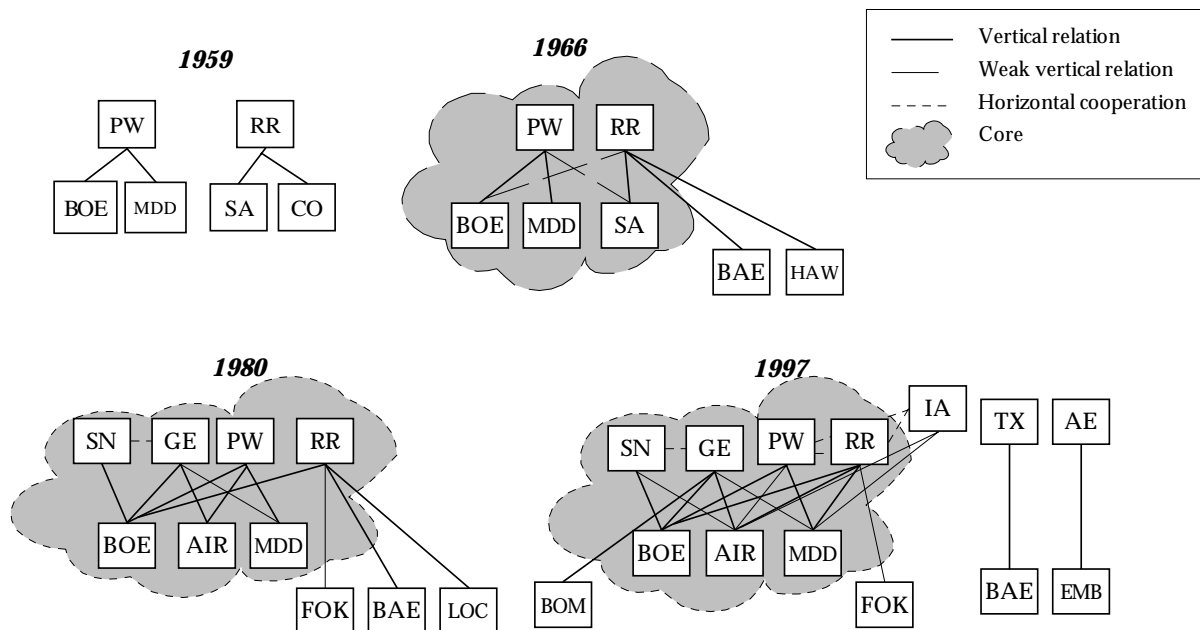 1959
PW RR
BOE MDD SA CO
1966
PW RR
BOE MDD SA
BAE HAW
Vertical relation
Weak vertical relation
Horizontal cooperation
Core
1980
SN GE PW RR
BOE AIR MDD
FOK BAE LOC
1997
IA TX AE
SN GE PW RR
BOE AIR MDD
BOM FOK BAE EMB